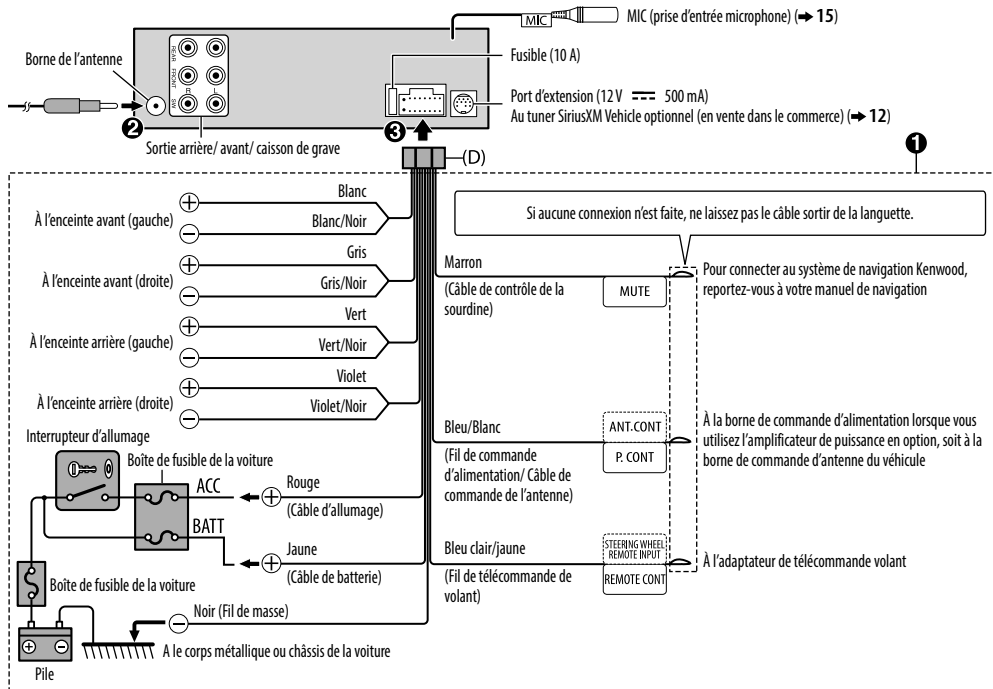 MIC
MIC (prise d'entrée microphone) (➜ 15)
Borne de l'antenne
REAR
FRONT
R
L
SW
Fusible (10 A)
Port d'extension (12 V ⎓ 500 mA)
Au tuner SiriusXM Vehicle optionnel (en vente dans le commerce) (➜ 12)
❷
❸
Sortie arrière/ avant/ caisson de grave
(D)
❶
Si aucune connexion n'est faite, ne laissez pas le câble sortir de la languette.
À l'enceinte avant (gauche)
+
Blanc
−
Blanc/Noir
À l'enceinte avant (droite)
+
Gris
−
Gris/Noir
À l'enceinte arrière (gauche)
+
Vert
−
Vert/Noir
À l'enceinte arrière (droite)
+
Violet
−
Violet/Noir
Marron
(Câble de contrôle de la
sourdine)
MUTE
Pour connecter au système de navigation Kenwood,
reportez-vous à votre manuel de navigation
Bleu/Blanc
(Fil de commande
d'alimentation/ Câble de
commande de l'antenne)
ANT.CONT
P. CONT
À la borne de commande d'alimentation lorsque vous
utilisez l'amplificateur de puissance en option, soit à la
borne de commande d'antenne du véhicule
Interrupteur d'allumage
Boîte de fusible de la voiture
ACC
+
Rouge
(Câble d'allumage)
BATT
+
Jaune
(Câble de batterie)
Bleu clair/jaune
(Fil de télécommande de
volant)
STEERING WHEEL
REMOTE INPUT
REMOTE CONT
À l'adaptateur de télécommande volant
Boîte de fusible de la voiture
−
Noir (Fil de masse)
A le corps métallique ou châsis de la voiture
+
−
Pile